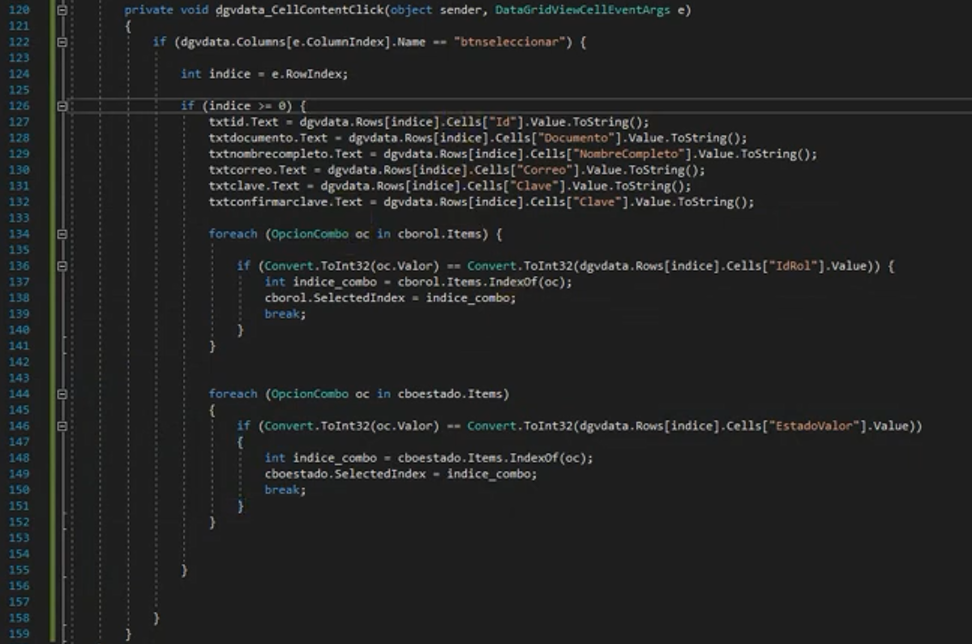 120 private void dgvdata_CellContentClick(object sender, DataGridViewCellEventArgs e)
121 {
122 if (dgvdata.Columns[e.ColumnIndex].Name == "btnseleccionar") {
123
124 int indice = e.RowIndex;
125
126 if (indice >= 0) {
127 txtid.Text = dgvdata.Rows[indice].Cells["Id"].Value.ToString();
128 txtdocumento.Text = dgvdata.Rows[indice].Cells["Documento"].Value.ToString();
129 txtnombrecompleto.Text = dgvdata.Rows[indice].Cells["NombreCompleto"].Value.ToString();
130 txtcorreo.Text = dgvdata.Rows[indice].Cells["Correo"].Value.ToString();
131 txtclave.Text = dgvdata.Rows[indice].Cells["Clave"].Value.ToString();
132 txtconfirmarclave.Text = dgvdata.Rows[indice].Cells["Clave"].Value.ToString();
133
134 foreach (OpcionCombo oc in cborol.Items) {
135
136 if (Convert.ToInt32(oc.Valor) == Convert.ToInt32(dgvdata.Rows[indice].Cells["IdRol"].Value)) {
137 int indice_combo = cborol.Items.IndexOf(oc);
138 cborol.SelectedIndex = indice_combo;
139 break;
140 }
141 }
142
143
144 foreach (OpcionCombo oc in cboestado.Items)
145 {
146 if (Convert.ToInt32(oc.Valor) == Convert.ToInt32(dgvdata.Rows[indice].Cells["EstadoValor"].Value))
147 {
148 int indice_combo = cboestado.Items.IndexOf(oc);
149 cboestado.SelectedIndex = indice_combo;
150 break;
151 }
152 }
153
154
155 }
156
157
158 }
159 }